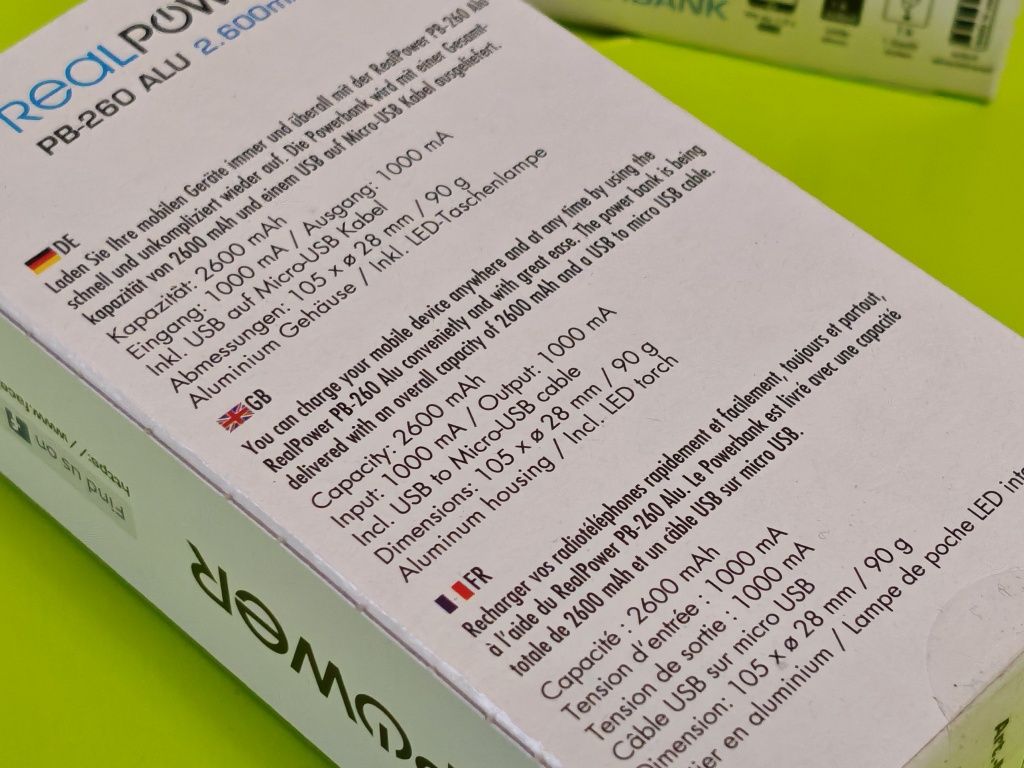 REALPOW
PB-260 ALU 2.600m
DE
Laden Sie Ihre mobilen Geräte immer und überall mit der RealPower PB-260 Alu
schnell und unkompliziert wieder auf. Die Powerbank wird mit einer Gesamt-
kapazität von 2600 mAh und einem USB auf Micro-USB Kabel ausgeliefert.
Kapazität: 2600 mAh
Eingang: 1000 mA / Ausgang: 1000 mA
Inkl. USB auf Micro-USB Kabel
Abmessungen: 105 x ø 28 mm / 90 g
Aluminium Gehäuse / Inkl. LED-Taschenlampe
GB
You can charge your mobile device anywhere and at any time by using the
RealPower PB-260 Alu convenietly and with great ease. The power bank is being
delivered with an overall capacity of 2600 mAh and a USB to micro USB cable.
Capacity: 2600 mAh
Input: 1000 mA / Output: 1000 mA
Incl. USB to Micro-USB cable
Dimensions: 105 x ø 28 mm / 90 g
Aluminum housing / Incl. LED torch
FR
Recharger vos radiotéléphones rapidement et facilement, toujours et partout,
à l'aide du RealPower PB-260 Alu. Le Powerbank est livré avec une capacité
totale de 2600 mAh et un câble USB sur micro USB.
Capacité : 2600 mAh
Tension d'entrée : 1000 mA
Tension de sortie : 1000 mA
Câble USB sur micro USB
Dimension: 105 x ø 28 mm / 90 g
tier en aluminium / Lampe de poche LED inté
Find us on
https://www.face
POWER
BANK
Art.